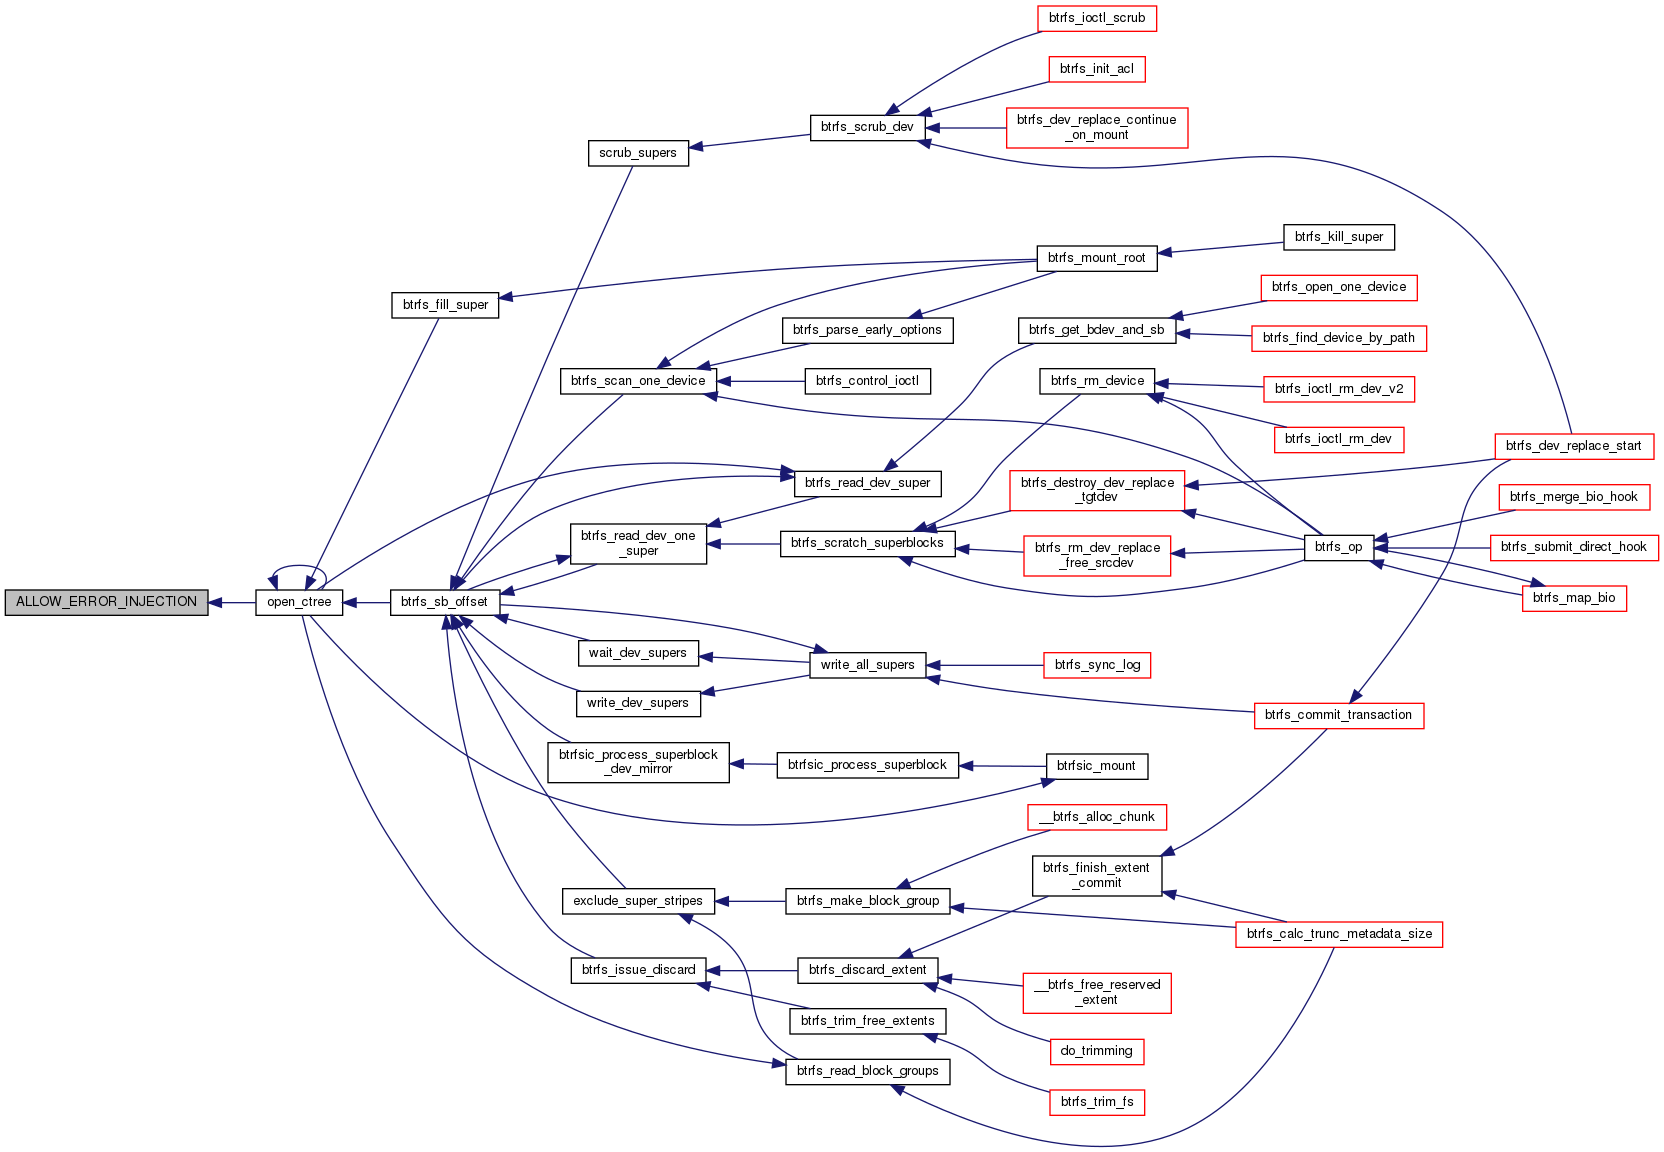 btrfs_ioctl_scrub
btrfs_init_acl
btrfs_scrub_dev
btrfs_dev_replace_continue
_on_mount
scrub_supers
btrfs_kill_super
btrfs_mount_root
btrfs_open_one_device
btrfs_fill_super
btrfs_parse_early_options
btrfs_get_bdev_and_sb
btrfs_find_device_by_path
btrfs_scan_one_device
btrfs_control_ioctl
btrfs_rm_device
btrfs_ioctl_rm_dev_v2
btrfs_ioctl_rm_dev
btrfs_dev_replace_start
btrfs_read_dev_super
btrfs_destroy_dev_replace
_tgtdev
btrfs_merge_bio_hook
btrfs_read_dev_one
_super
btrfs_scratch_superblocks
btrfs_rm_dev_replace
_free_srcdev
btrfs_op
btrfs_submit_direct_hook
ALLOW_ERROR_INJECTION
open_ctree
btrfs_sb_offset
btrfs_map_bio
wait_dev_supers
write_all_supers
btrfs_sync_log
write_dev_supers
btrfs_commit_transaction
btrfsic_process_superblock
_dev_mirror
btrfsic_process_superblock
btrfsic_mount
__btrfs_alloc_chunk
btrfs_finish_extent
_commit
exclude_super_stripes
btrfs_make_block_group
btrfs_calc_trunc_metadata_size
btrfs_issue_discard
btrfs_discard_extent
__btrfs_free_reserved
_extent
btrfs_trim_free_extents
do_trimming
btrfs_read_block_groups
btrfs_trim_fs